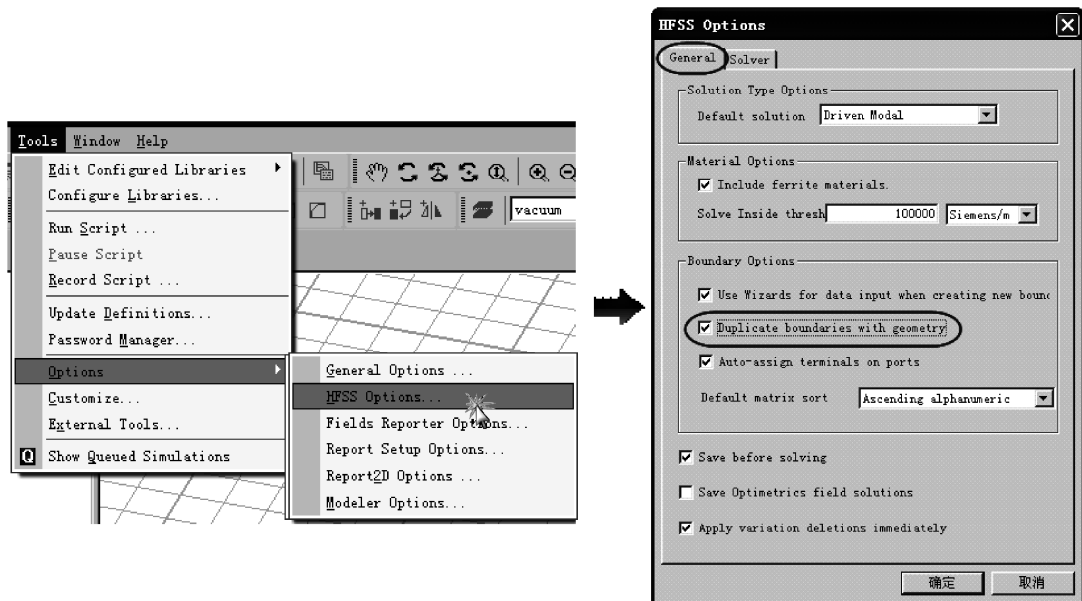 Tools Window Help
Edit Configured Libraries
Configure Libraries...
Run Script ...
Pause Script
Record Script ...
Update Definitions...
Password Manager...
Options
Customize...
External Tools...
Q Show Queued Simulations
vacuum
General Options ...
HFSS Options...
Fields Reporter Options...
Report Setup Options...
Report2D Options ...
Modeler Options...
HFSS Options
General Solver
Solution Type Options
Default solution Driven Modal
Material Options
Include ferrite materials.
Solve Inside thresh 100000 Siemens/m
Boundary Options
Use Wizards for data input when creating new bounc
Duplicate boundaries with geometry
Auto-assign terminals on ports
Default matrix sort Ascending alphanumeric
Save before solving
Save Optimetrics field solutions
Apply variation deletions immediately
确定 取消